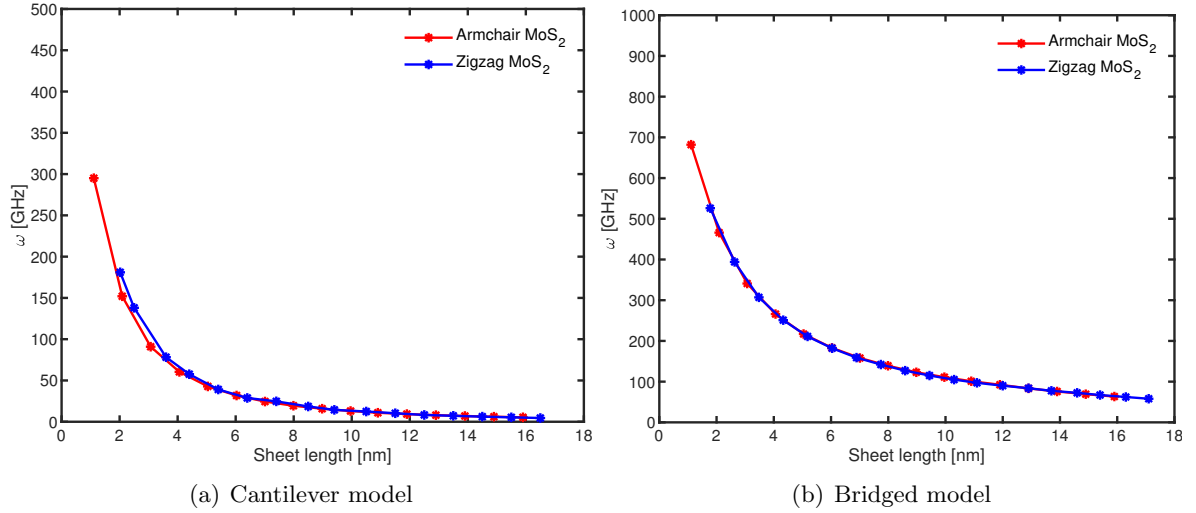 500
450
400
350
300
250
200
150
100
50
0
ω [GHz]
Armchair MoS2
Zigzag MoS2
0 2 4 6 8 10 12 14 16 18
Sheet length [nm]
(a) Cantilever model
1000
900
800
700
600
500
400
300
200
100
0
ω [GHz]
Armchair MoS2
Zigzag MoS2
0 2 4 6 8 10 12 14 16 18
Sheet length [nm]
(b) Bridged model